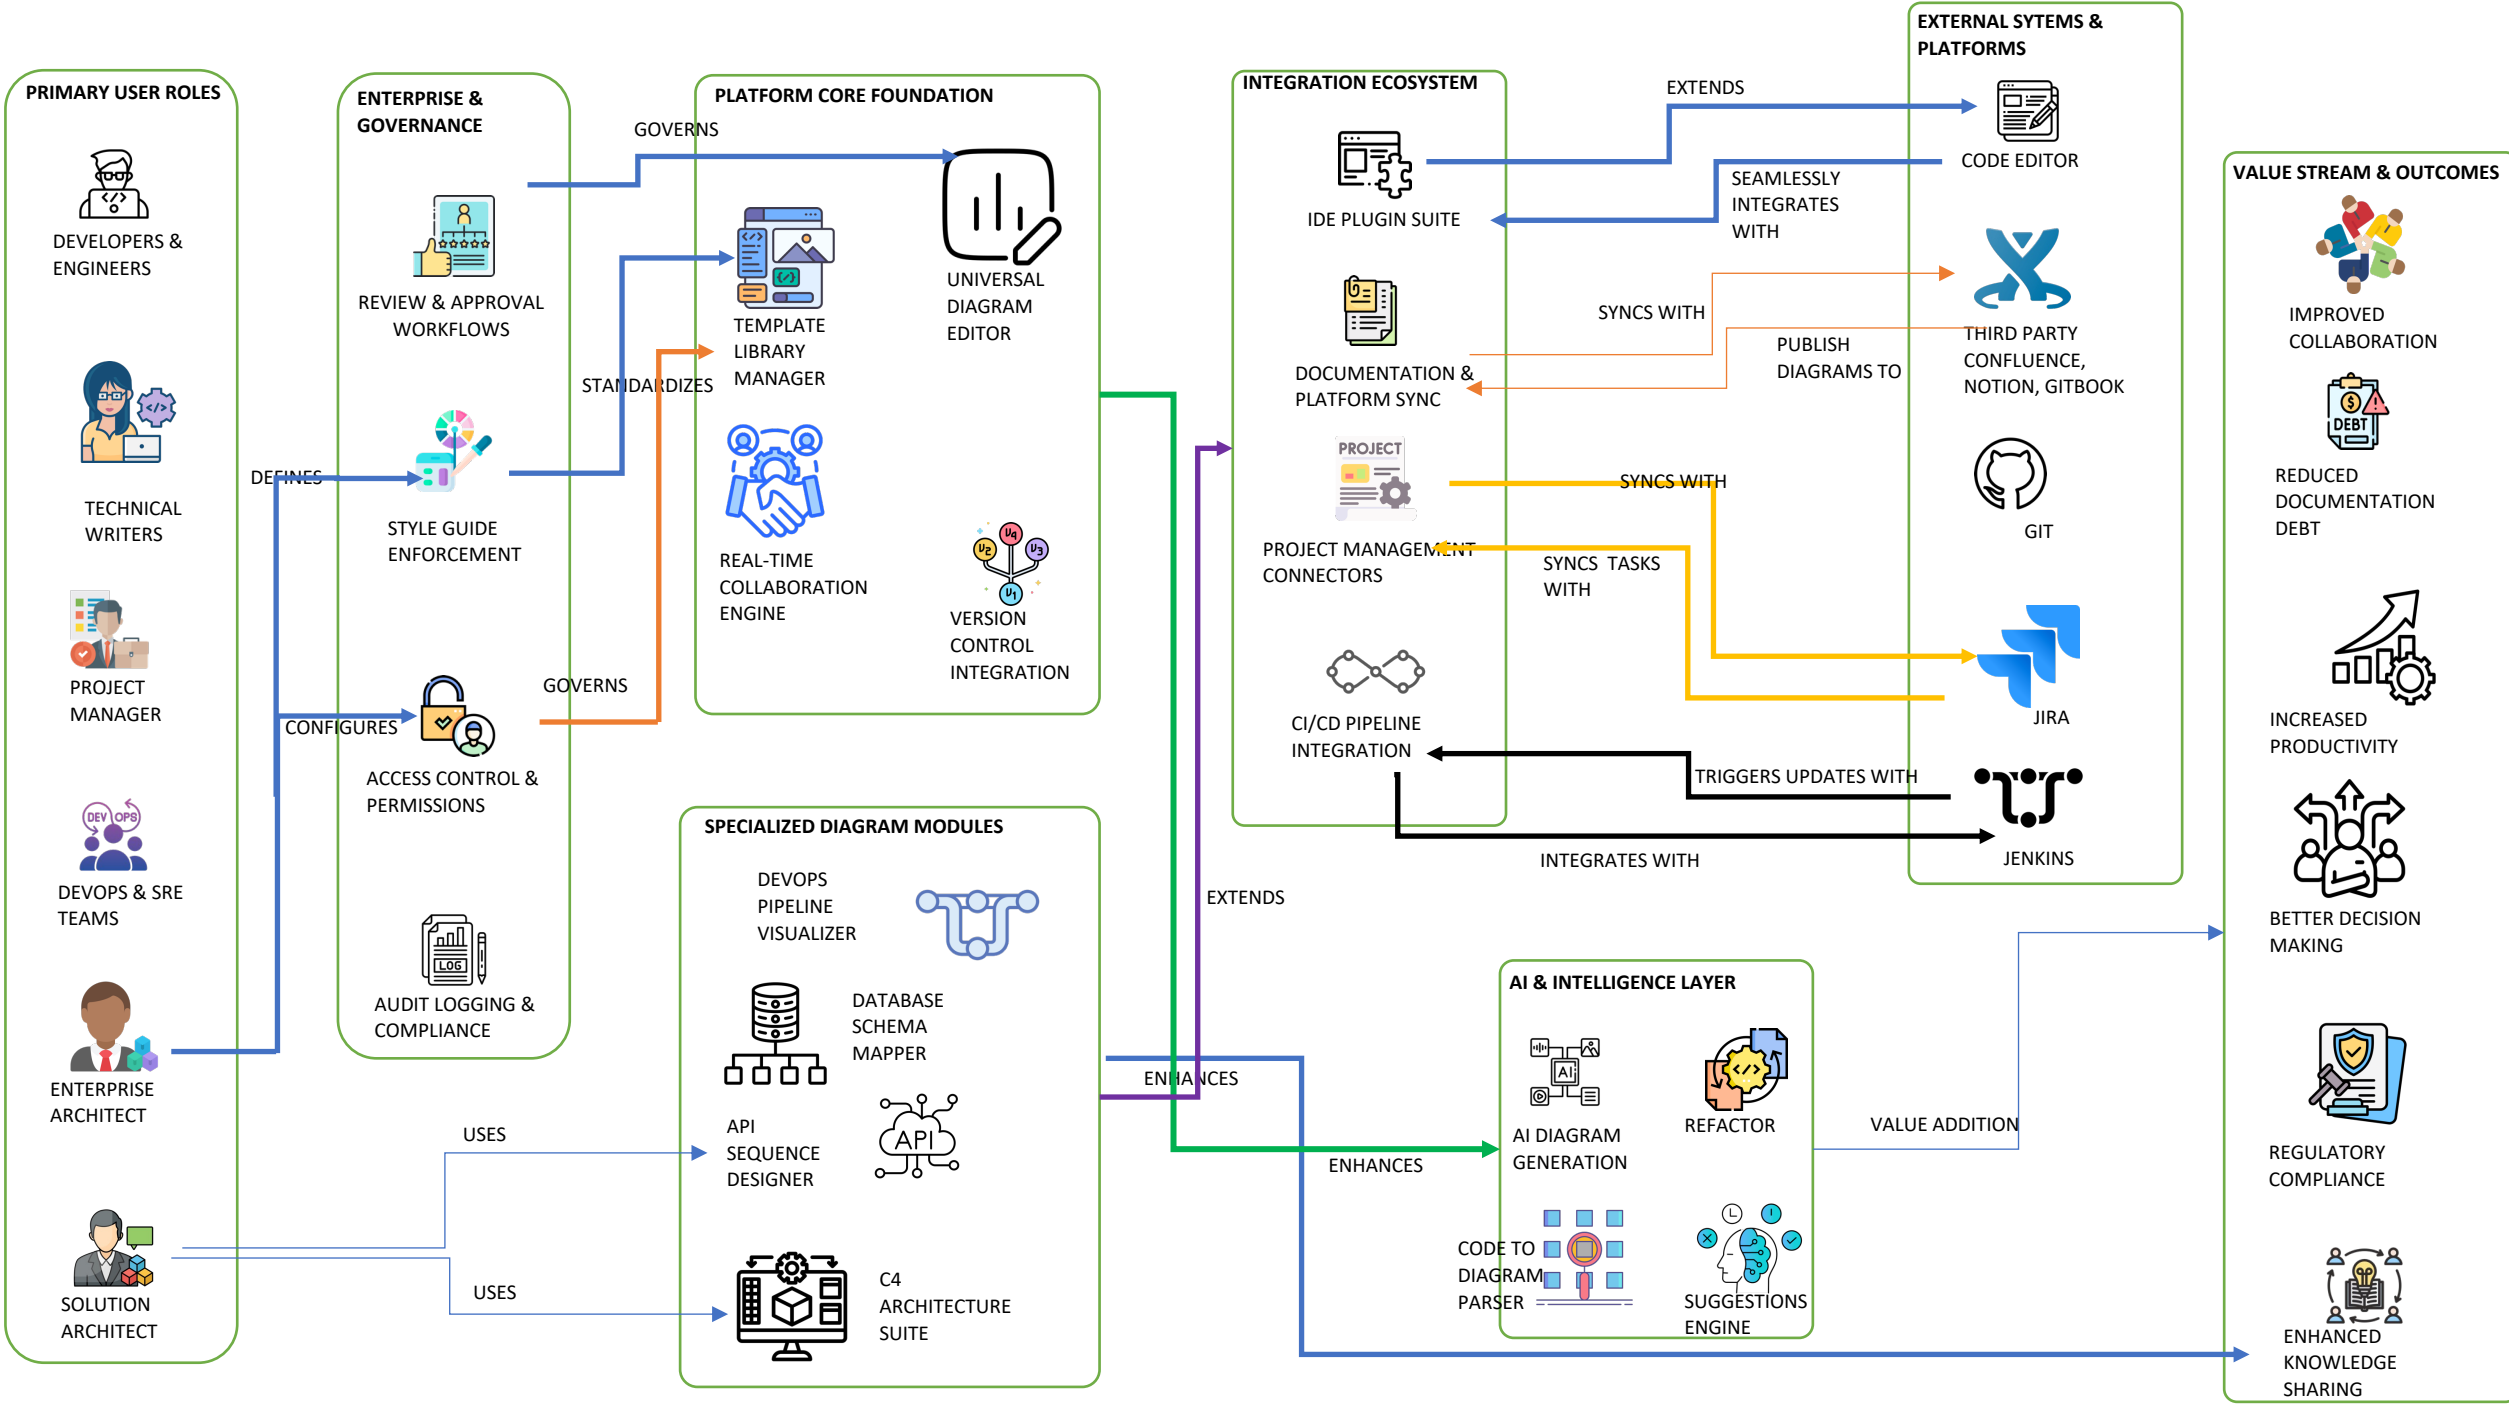 PRIMARY USER ROLES
DEVELOPERS &
ENGINEERS
TECHNICAL
WRITERS
PROJECT
MANAGER
DEV OPS
DEVOPS & SRE
TEAMS
ENTERPRISE
ARCHITECT
SOLUTION
ARCHITECT
DEFINES
CONFIGURES
USES
USES
ENTERPRISE &
GOVERNANCE
REVIEW & APPROVAL
WORKFLOWS
STYLE GUIDE
ENFORCEMENT
ACCESS CONTROL &
PERMISSIONS
LOG
AUDIT LOGGING &
COMPLIANCE
GOVERNS
STANDARDIZES
GOVERNS
PLATFORM CORE FOUNDATION
UNIVERSAL
DIAGRAM
EDITOR
TEMPLATE
LIBRARY
MANAGER
REAL-TIME
COLLABORATION
ENGINE
V4
V2
V3
V1
VERSION
CONTROL
INTEGRATION
SPECIALIZED DIAGRAM MODULES
DEVOPS
PIPELINE
VISUALIZER
DATABASE
SCHEMA
MAPPER
API
SEQUENCE
DESIGNER
API
C4
ARCHITECTURE
SUITE
ENHANCES
EXTENDS
ENHANCES
INTEGRATION ECOSYSTEM
IDE PLUGIN SUITE
DOCUMENTATION &
PLATFORM SYNC
PROJECT
PROJECT MANAGEMENT
CONNECTORS
CI/CD PIPELINE
INTEGRATION
EXTENDS
SEAMLESSLY
INTEGRATES
WITH
SYNCS WITH
PUBLISH
DIAGRAMS TO
SYNCS WITH
SYNCS TASKS
WITH
TRIGGERS UPDATES WITH
INTEGRATES WITH
EXTERNAL SYTEMS &
PLATFORMS
CODE EDITOR
THIRD PARTY
CONFLUENCE,
NOTION, GITBOOK
GIT
JIRA
JENKINS
AI & INTELLIGENCE LAYER
AI
AI DIAGRAM
GENERATION
REFACTOR
CODE TO
DIAGRAM
PARSER
SUGGESTIONS
ENGINE
VALUE ADDITION
VALUE STREAM & OUTCOMES
IMPROVED
COLLABORATION
DEBT
REDUCED
DOCUMENTATION
DEBT
INCREASED
PRODUCTIVITY
BETTER DECISION
MAKING
REGULATORY
COMPLIANCE
ENHANCED
KNOWLEDGE
SHARING